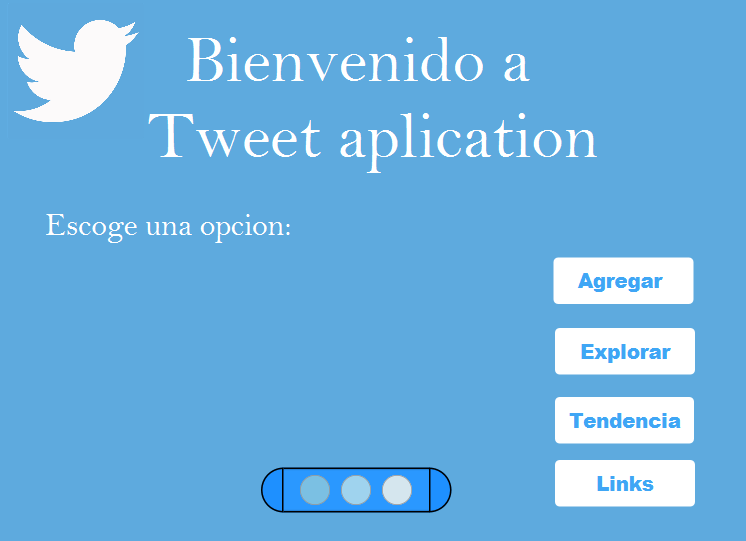 Bienvenido a
Tweet aplication
Escoge una opcion:
Agregar
Explorar
Tendencia
Links